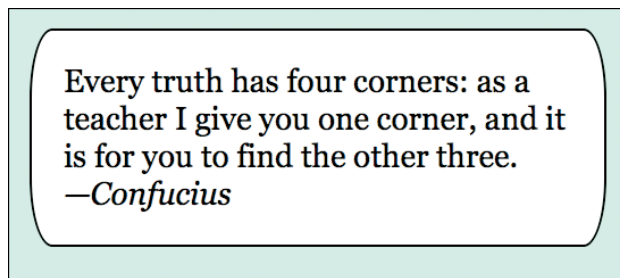 Every truth has four corners: as a
teacher I give you one corner, and it
is for you to find the other three.
—Confucius